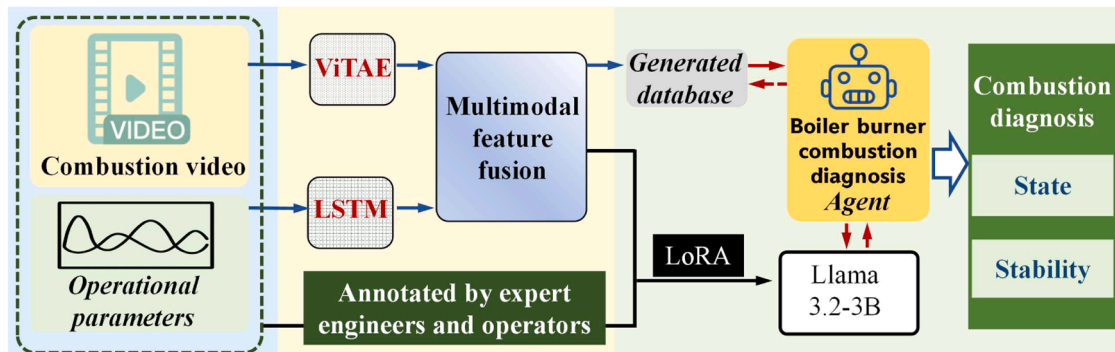 VIDEO
Combustion video
Operational
parameters
ViTAE
LSTM
Multimodal
feature
fusion
Annotated by expert
engineers and operators
Generated
database
LoRA
Boiler burner
combustion
diagnosis
Agent
Llama
3.2-3B
Combustion
diagnosis
State
Stability